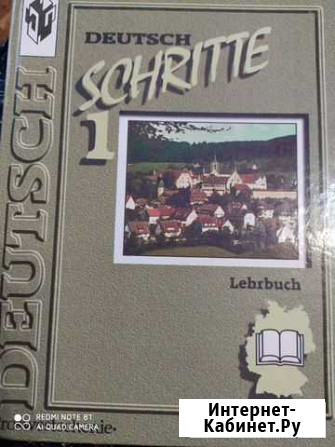 DEUTSCH
SCHRITTE
1
DEUTSCH
Lehrbuch
REDMI NOTE 8T
AI QUAD CAMERA
Интернет-
Кабинет.Ру